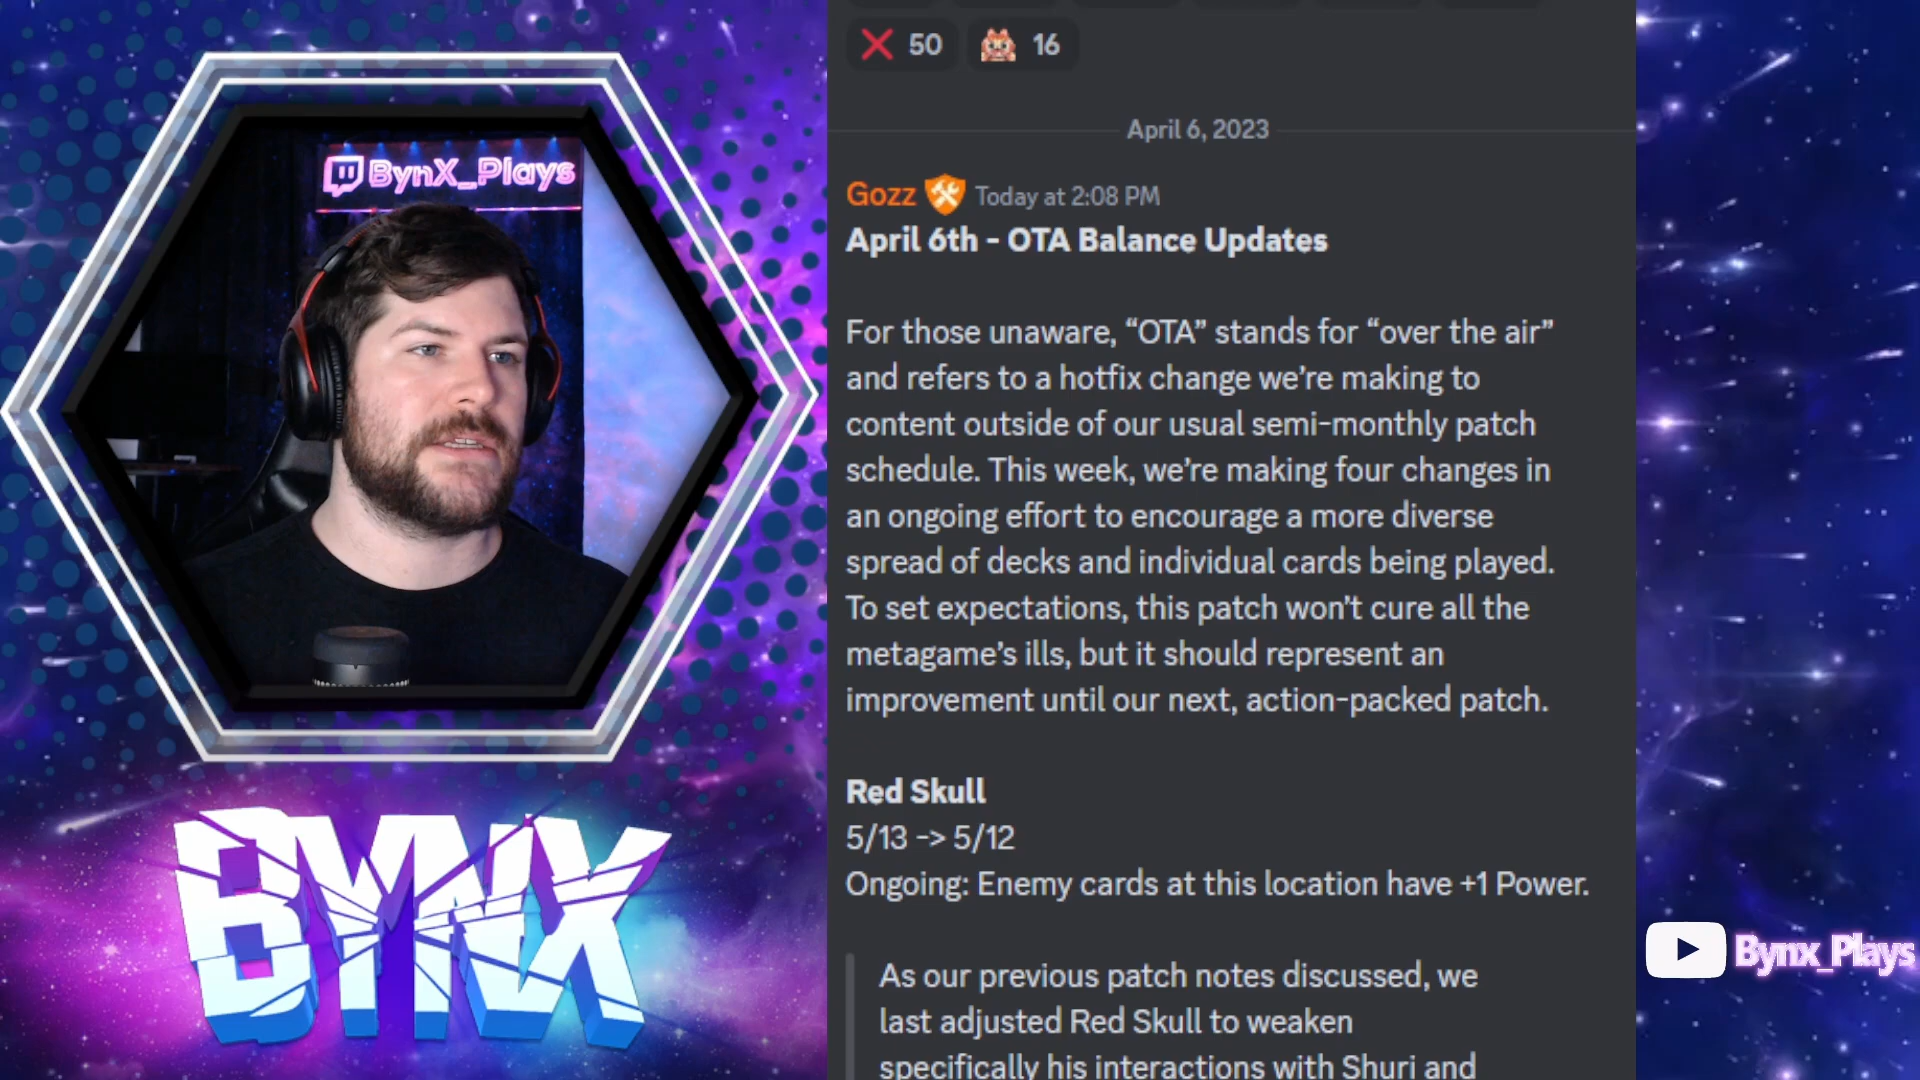 BynX_Plays
BYNX
50 16
April 6, 2023
Gozz Today at 2:08 PM
April 6th - OTA Balance Updates
For those unaware, “OTA” stands for “over the air”
and refers to a hotfix change we’re making to
content outside of our usual semi-monthly patch
schedule. This week, we’re making four changes in
an ongoing effort to encourage a more diverse
spread of decks and individual cards being played.
To set expectations, this patch won’t cure all the
metagame’s ills, but it should represent an
improvement until our next, action-packed patch.
Red Skull
5/13 -> 5/12
Ongoing: Enemy cards at this location have +1 Power.
As our previous patch notes discussed, we
last adjusted Red Skull to weaken
specifically his interactions with Shuri and
Bynx_Plays